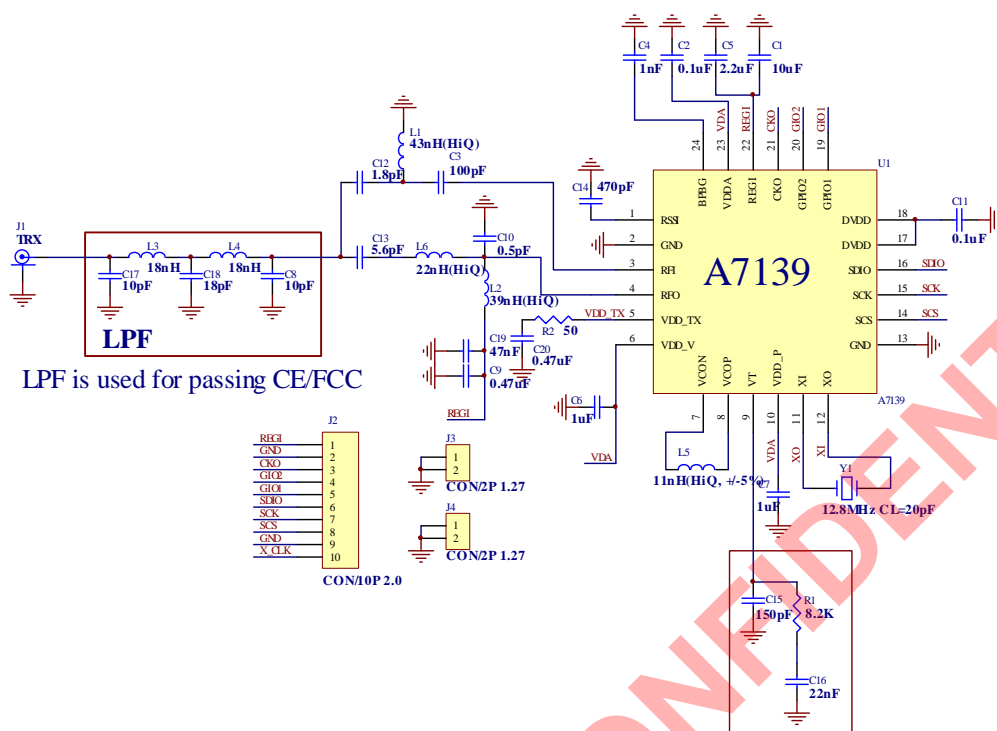 C4
1nF
C2
0.1uF
C5
2.2uF
C1
10uF
VDA
REGI
CKO
GIO2
GIO1
24
23
22
21
20
19
BPBG
VDDA
REGI
CKO
GPIO2
GPIO1
U1
L1
43nH(HiQ)
C12
1.8pF
C3
100pF
C14
470pF
1
RSSI
2
GND
3
RFI
4
RFO
5
VDD_TX
6
VDD_V
A7139
DVDD
18
DVDD
17
SDIO
16
SDIO
SCK
15
SCK
SCS
14
SCS
GND
13
C11
0.1uF
J1
TRX
L3
18nH
L4
18nH
C17
10pF
C18
18pF
C8
10pF
LPF
LPF is used for passing CE/FCC
C13
5.6pF
L6
22nH(HiQ)
C10
0.5pF
L2
39nH(HiQ)
VDD_TX
R2
50
C19
47nF
C20
0.47uF
C9
0.47uF
REGI
C6
1uF
VDA
VCON
VCOP
VT
VDD_P
XI
XO
A7139
7
8
9
10
11
12
L5
11nH(HiQ, +/-5%)
VDA
XO
XI
C7
1uF
Y1
12.8MHz CL=20pF
J2
REGI
1
GND
2
CKO
3
GIO2
4
GIO1
5
SDIO
6
SCK
7
SCS
8
GND
9
X_CLK
10
CON/10P 2.0
J3
1
2
CON/2P 1.27
J4
1
2
CON/2P 1.27
C15
150pF
R1
8.2K
C16
22nF
CONFIDENT